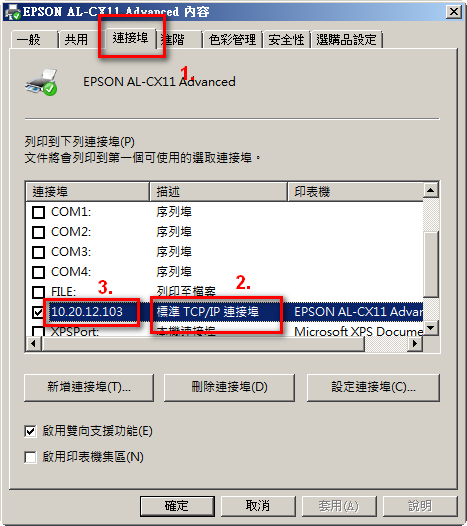 EPSON AL-CX11 Advanced 內容
一般 共用 連接埠 進階 色彩管理 安全性 選購品設定
1.
EPSON AL-CX11 Advanced
列印到下列連接埠(P)
文件將會列印到第一個可使用的選取連接埠。
連接埠 描述 印表機
COM1: 序列埠
COM2: 序列埠
COM3: 序列埠
COM4: 序列埠
3. 2.
FILE: 列印至檔案
10.20.12.103 標準 TCP/IP 連接埠 EPSON AL-CX11 Advar
XPSPort: 本機連接埠 Microsoft XPS Docume
新增連接埠(T)... 刪除連接埠(D) 設定連接埠(C)...
啟用雙向支援功能(E)
啟用印表機集區(N)
確定 取消 套用(A) 說明